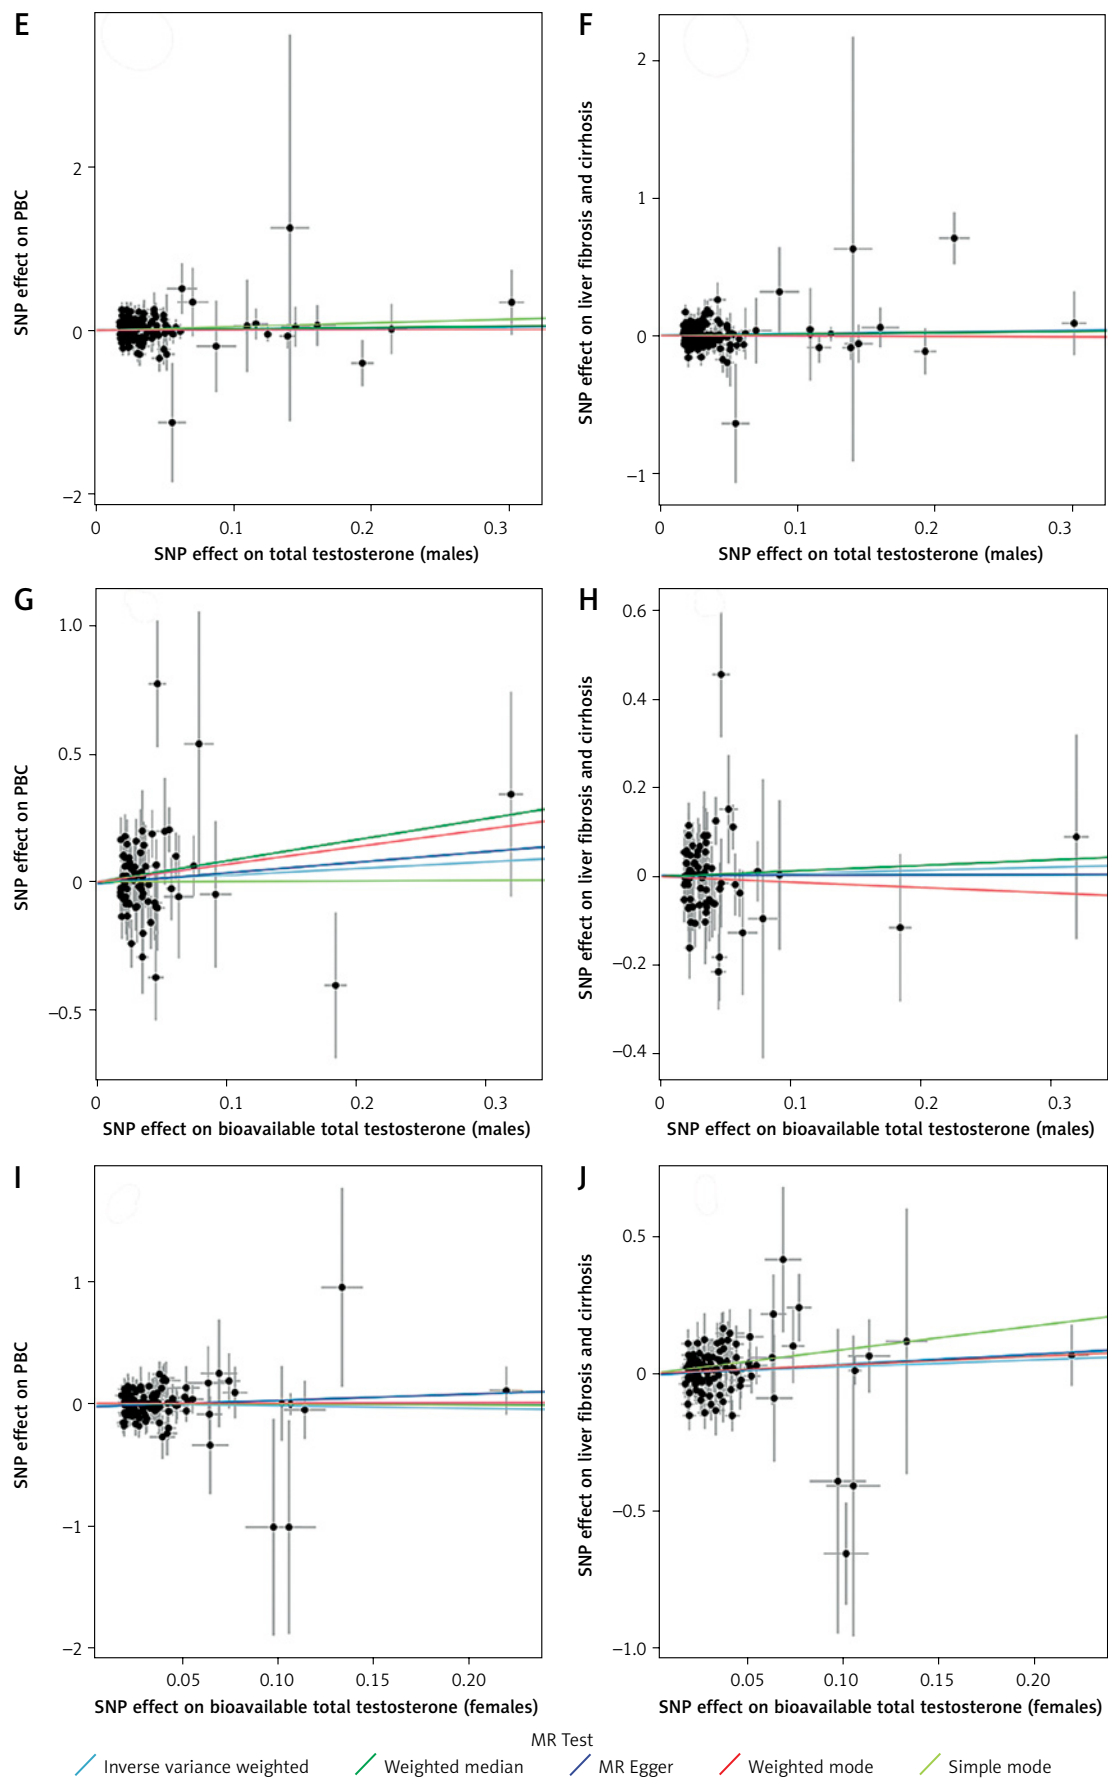 E
SNP effect on PBC
2
0
−2
0
0.1
0.2
0.3
SNP effect on total testosterone (males)
F
SNP effect on liver fibrosis and cirrhosis
2
1
0
−1
0
0.1
0.2
0.3
SNP effect on total testosterone (males)
G
SNP effect on PBC
1.0
0.5
0
−0.5
0
0.1
0.2
0.3
SNP effect on bioavailable total testosterone (males)
H
SNP effect on liver fibrosis and cirrhosis
0.6
0.4
0.2
0
−0.2
−0.4
0
0.1
0.2
0.3
SNP effect on bioavailable total testosterone (males)
I
SNP effect on PBC
1
0
−1
−2
0.05
0.10
0.15
0.20
SNP effect on bioavailable total testosterone (females)
J
SNP effect on liver fibrosis and cirrhosis
0.5
0
−0.5
−1.0
0.05
0.10
0.15
0.20
SNP effect on bioavailable total testosterone (females)
MR Test
Inverse variance weighted
Weighted median
MR Egger
Weighted mode
Simple mode